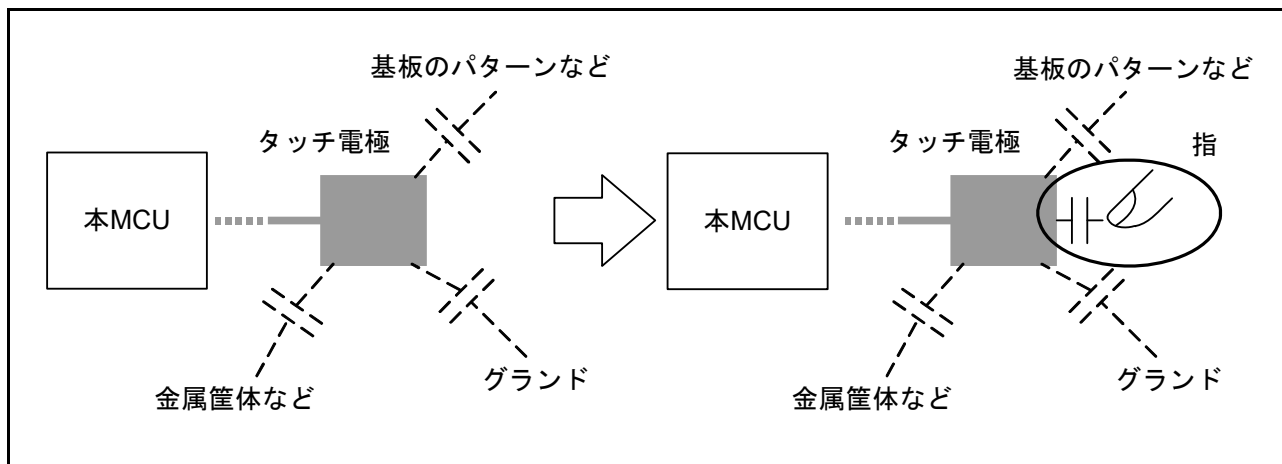 基板のパターンなど
タッチ電極
本MCU
金属筐体など
グランド
基板のパターンなど
タッチ電極
指
本MCU
金属筐体など
グランド